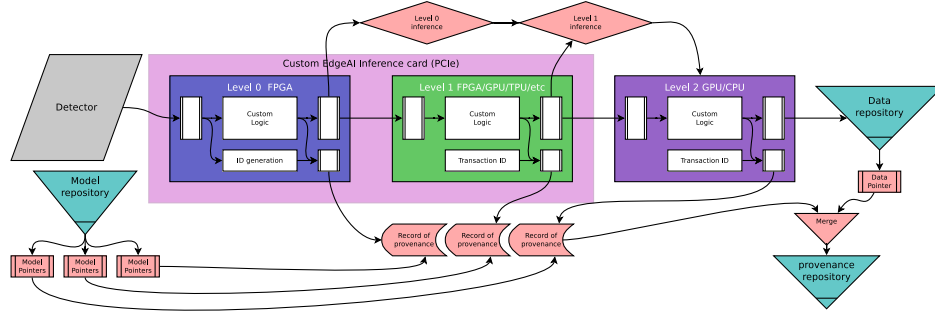 Level 0
inference
Level 1
inference
Custom EdgeAI Inference card (PCIe)
Level 0 FPGA
Level 1 FPGA/GPU/TPU/etc
Level 2 GPU/CPU
Detector
Custom
Logic
Custom
Logic
Custom
Logic
Data
repository
ID generation
Transaction ID
Transaction ID
Model
repository
Data
Pointer
Merge
Record of
provenance
Record of
provenance
Record of
provenance
Model
Pointers
Model
Pointers
Model
Pointers
provenance
repository